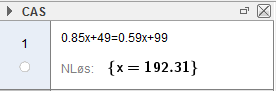 CAS
1
0.85x+49=0.59x+99
NLøs: {x = 192.31}